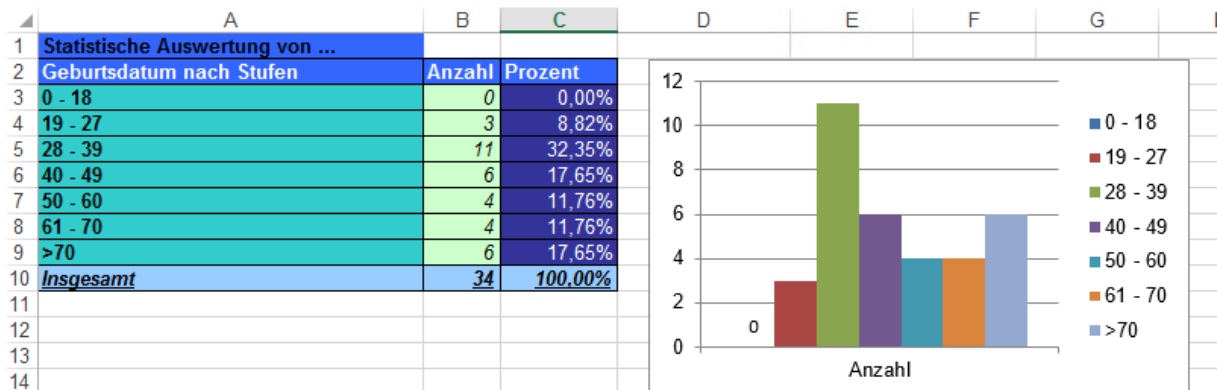 A B C D E F G
1 Statistische Auswertung von ...
2 Geburtsdatum nach Stufen Anzahl Prozent
3 0 - 18 0 0,00%
4 19 - 27 3 8,82%
5 28 - 39 11 32,35%
6 40 - 49 6 17,65%
7 50 - 60 4 11,76%
8 61 - 70 4 11,76%
9 >70 6 17,65%
10 Insgesamt 34 100,00%
11
12
13
14
12
10
8
6
4
2
0
0
Anzahl
0 - 18
19 - 27
28 - 39
40 - 49
50 - 60
61 - 70
>70